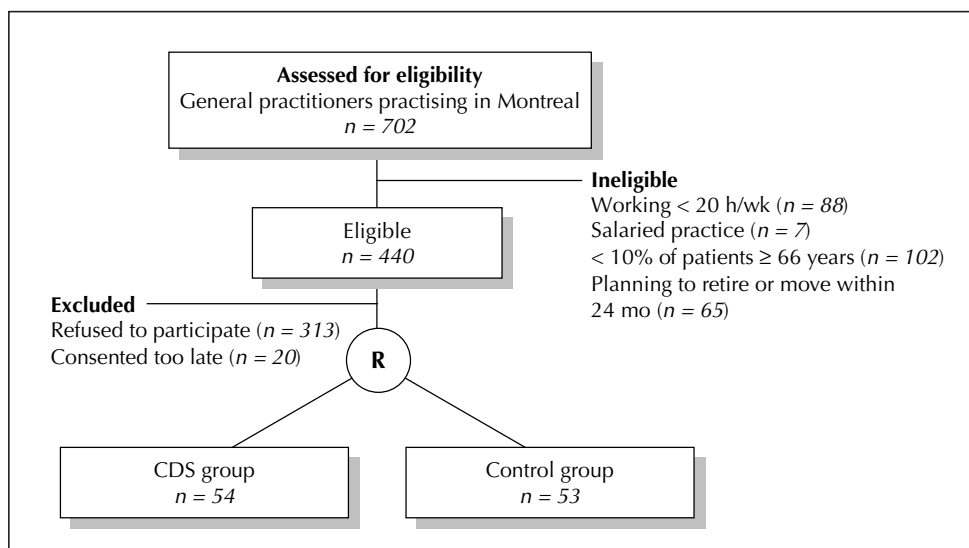 Assessed for eligibility
General practitioners practising in Montreal
n = 702
Ineligible
Working < 20 h/wk (n = 88)
Salaried practice (n = 7)
< 10% of patients ≥ 66 years (n = 102)
Planning to retire or move within
24 mo (n = 65)
Eligible
n = 440
Excluded
Refused to participate (n = 313)
Consented too late (n = 20)
R
CDS group
n = 54
Control group
n = 53